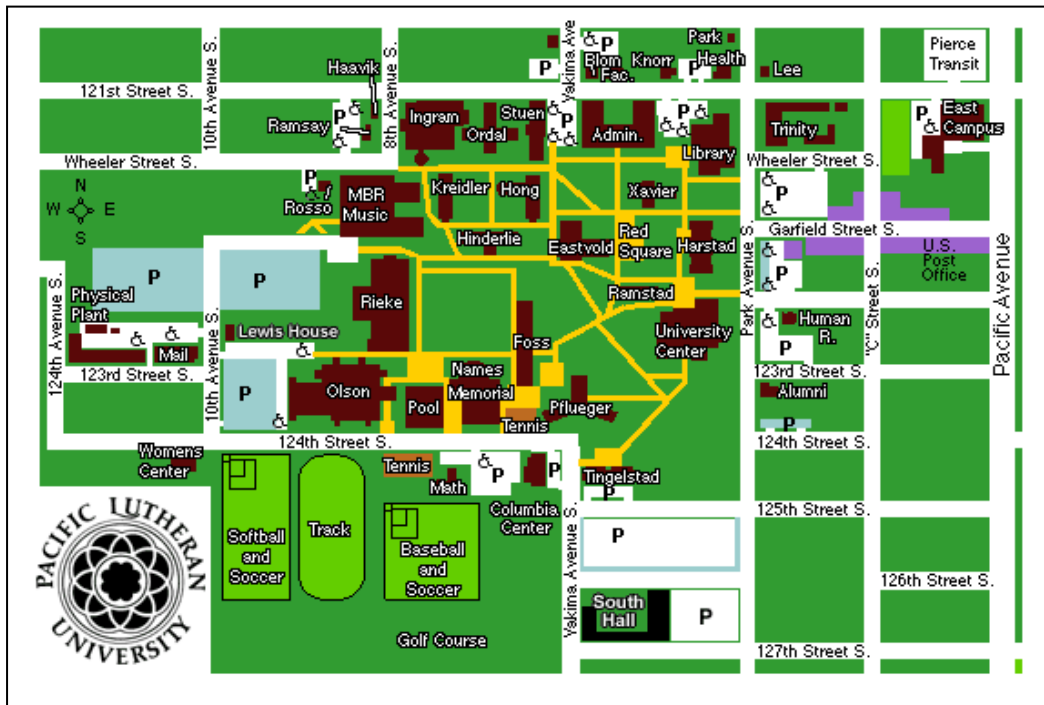 Yakima Ave
P
P
Blom
Fac.
Knorr
P
Park
Health
Lee
Pierce
Transit
10th Avenue S.
8th Avenue S.
Haavik
121st Street S.
P
Ramsay
Ingram
Ordal
Stuen
P
Admin.
P
Library
Trinity
P
East
Campus
Wheeler Street S.
Wheeler Street S.
N
W
E
S
P
Rosso
MBR
Music
Kreidler
Hong
Xavier
P
Hinderlie
Eastvold
Red
Square
Harstad
Garfield Street S.
U.S.
Post
Office
P
P
P
Park Avenue S.
"C" Street S.
Pacific Avenue
124th Avenue S.
Physical
Plant
Mail
10th Avenue S.
Lewis House
Rieke
Ramstad
University
Center
Human
R.
P
Foss
123rd Street S.
123rd Street S.
P
Olson
Names
Memorial
Pool
Tennis
Pflueger
Alumni
P
124th Street S.
124th Street S.
Womens
Center
Tennis
Math
P
P
Columbia
Center
Tingelstad
P
125th Street S.
PACIFIC LUTHERAN
UNIVERSITY
Softball
and
Soccer
Track
Baseball
and
Soccer
Yakima Avenue S.
P
126th Street S.
South
Hall
P
Golf Course
127th Street S.